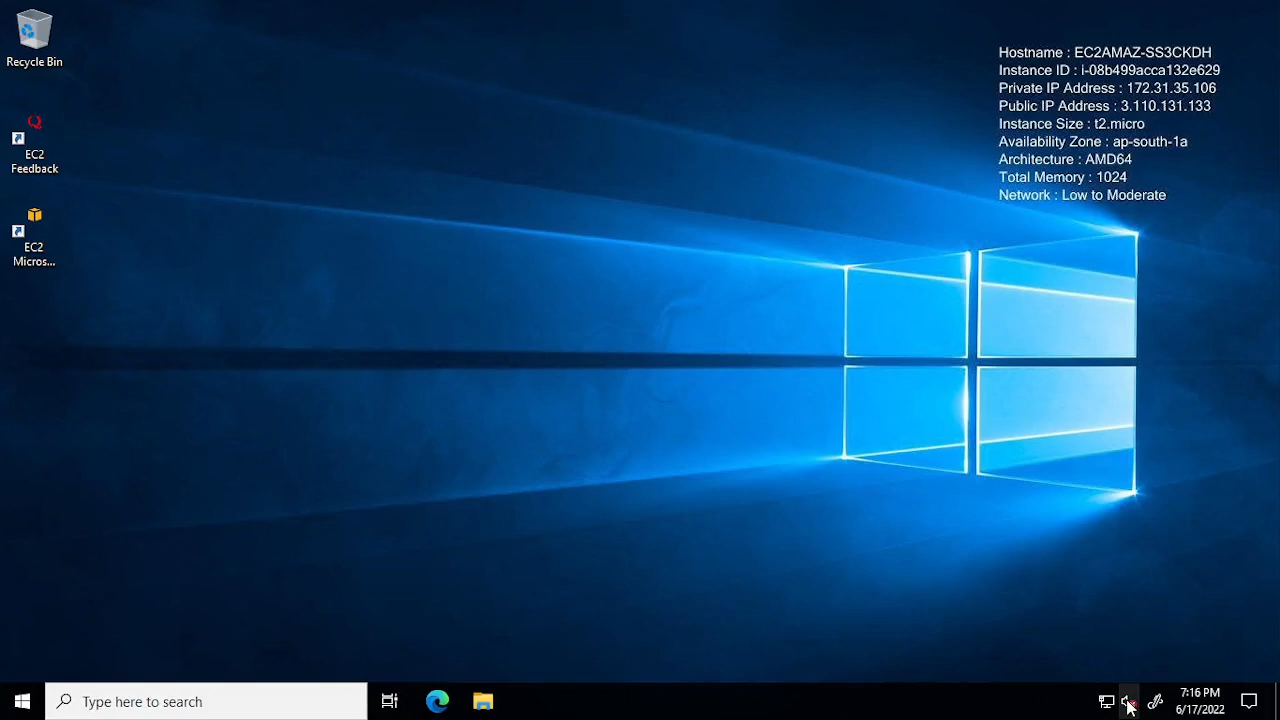 Recycle Bin
EC2
Feedback
EC2
Micros...
Hostname : EC2AMAZ-SS3CKDH
Instance ID : i-08b499acca132e629
Private IP Address : 172.31.35.106
Public IP Address : 3.110.131.133
Instance Size : t2.micro
Availability Zone : ap-south-1a
Architecture : AMD64
Total Memory : 1024
Network : Low to Moderate
Type here to search
7:16 PM
6/17/2022